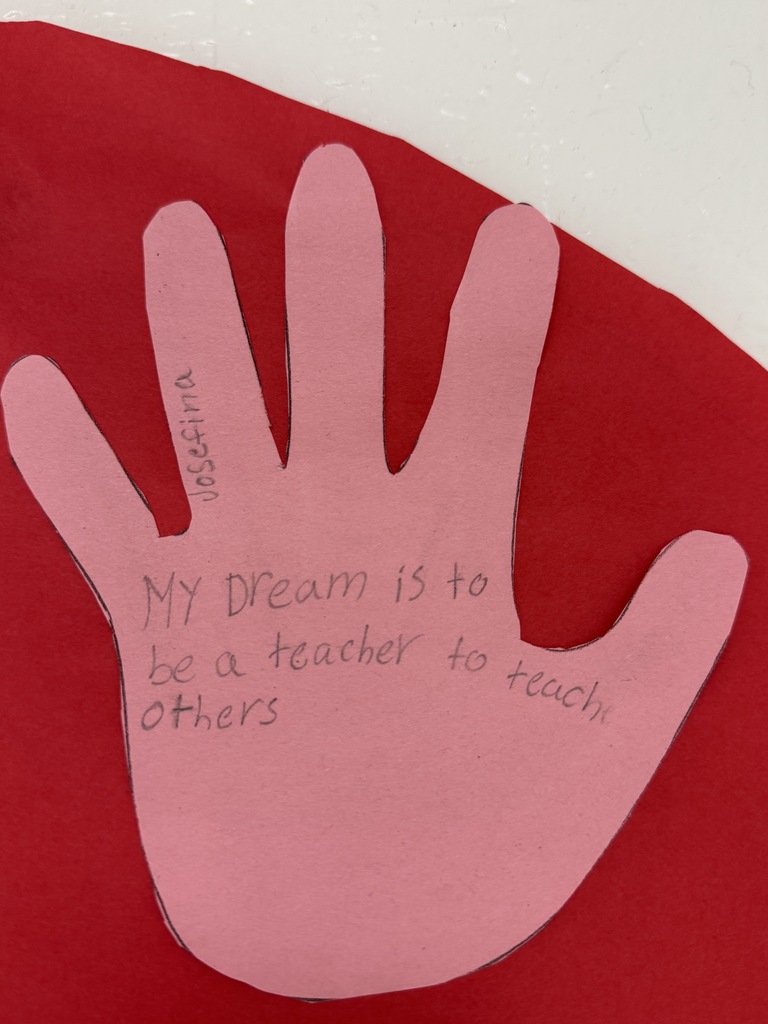 Josefina
My Dream is to
be a teacher to teach
others